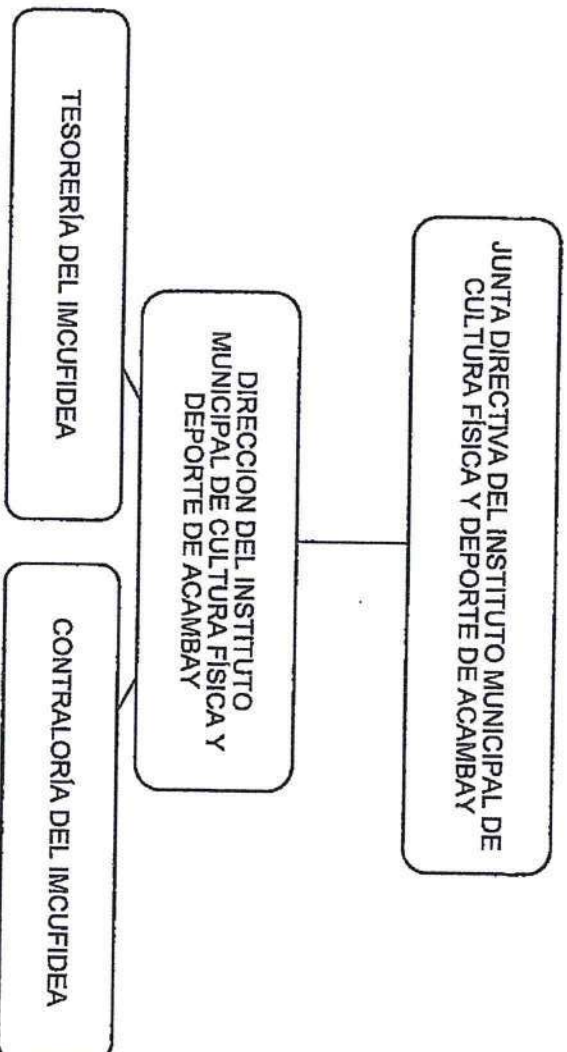 JUNTA DIRECTIVA DEL INSTITUTO MUNICIPAL DE
CULTURA FÍSICA Y DEPORTE DE ACAMBAY
DIRECCION DEL INSTITUTO
MUNICIPAL DE CULTURA FÍSICA Y
DEPORTE DE ACAMBAY
TESORERÍA DEL IMCUFIDEA
CONTRALORÍA DEL IMCUFIDEA